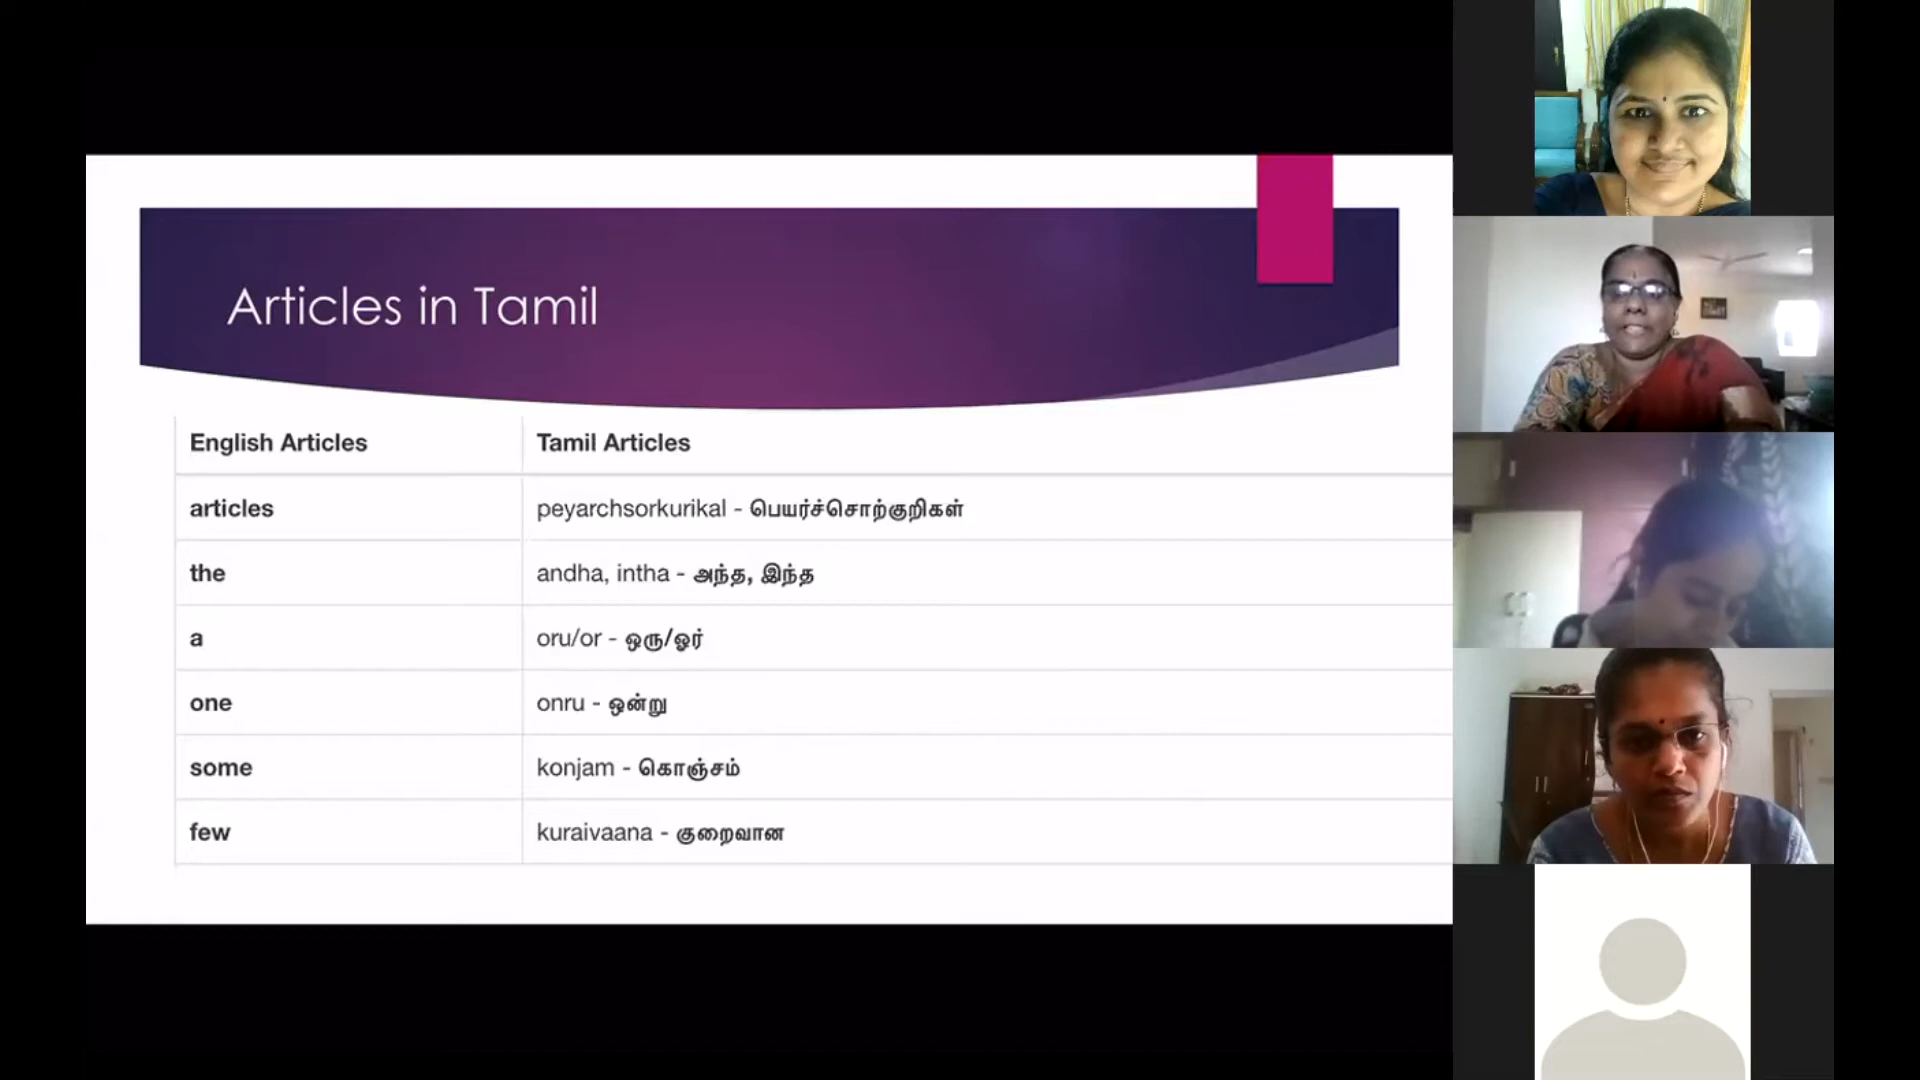 Articles in Tamil
English Articles Tamil Articles
articles peyarchsorkurikal - பெயர்ச்சொற்குறிகள்
the andha, intha - அந்த, இந்த
a oru/or - ஒரு/ஓர்
one onru - ஒன்று
some konjam - கொஞ்சம்
few kuraivaana - குறைவான